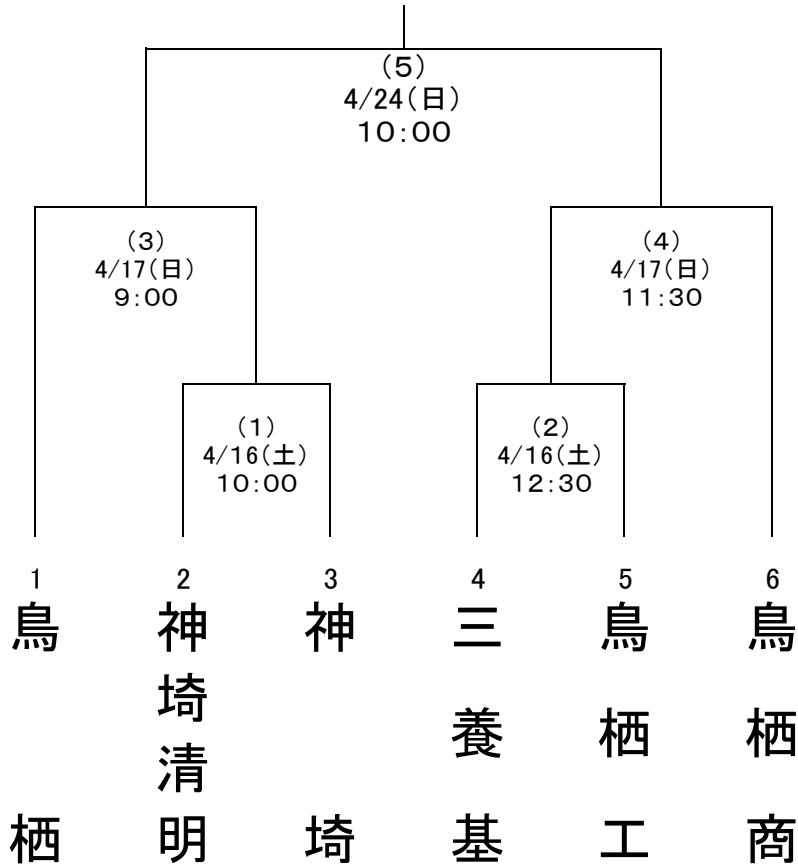 （5）
4/24（日）
10：00
（3）
4/17（日）
9：00
（4）
4/17（日）
11：30
（1）
4/16（土）
10：00
（2）
4/16（土）
12：30
1
鳥栖
2
神埼清明
3
神埼
4
三養基
5
鳥栖工
6
鳥栖商